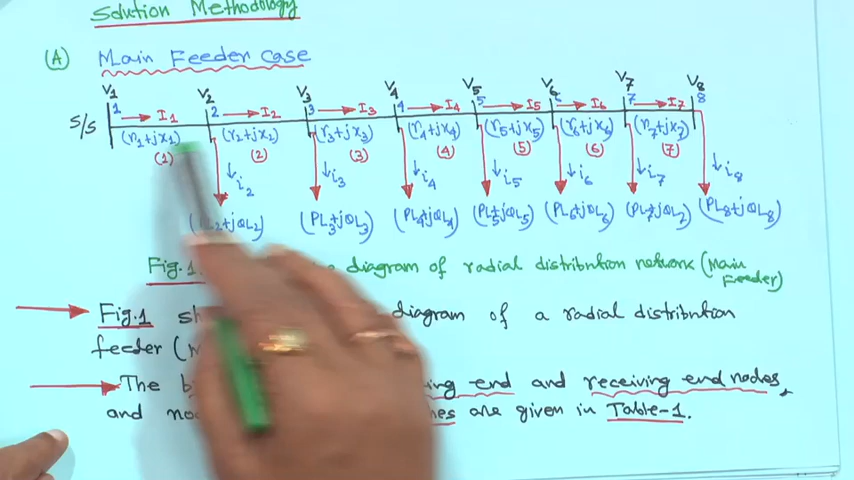 Solution Methodology
(A) Main Feeder Case
V1 V2 V3 V4 V5 V6 V7 V8
S/S 1 I1 2 I2 3 I3 4 I4 5 I5 6 I6 7 I7 8
(r1+jx1) (r2+jx2) (r3+jx3) (r4+jx4) (r5+jx5) (r6+jx6) (r7+jx7)
(1) (2) (3) (4) (5) (6) (7)
i2 i3 i4 i5 i6 i7 i8
L2+jQL2) (PL3+jQL3) (PL4+jQL4) (PL5+jQL5) (PL6+jQL6) (PL7+jQL7) (PL8+jQL8)
Fig.1 diagram of radial distribution network (Main Feeder)
Fig.1 diagram of a radial distribution
feeder
The end and receiving end nodes,
and are given in Table-1.